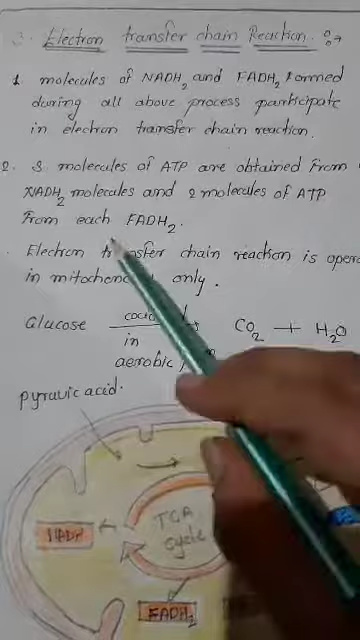 3. Electron transfer chain Reaction :→
1. molecules of NADH2 and FADH2 formed
during all above process participate
in electron transfer chain reaction.
2. 3 molecules of ATP are obtained from
NADH2 molecules and 2 molecules of ATP
from each FADH2.
Electron transfer chain reaction is
in only.
Glucose CO2 + H2O
in
aerobic
pyruvic acid.
TCA
cycle
NADH
FADH2